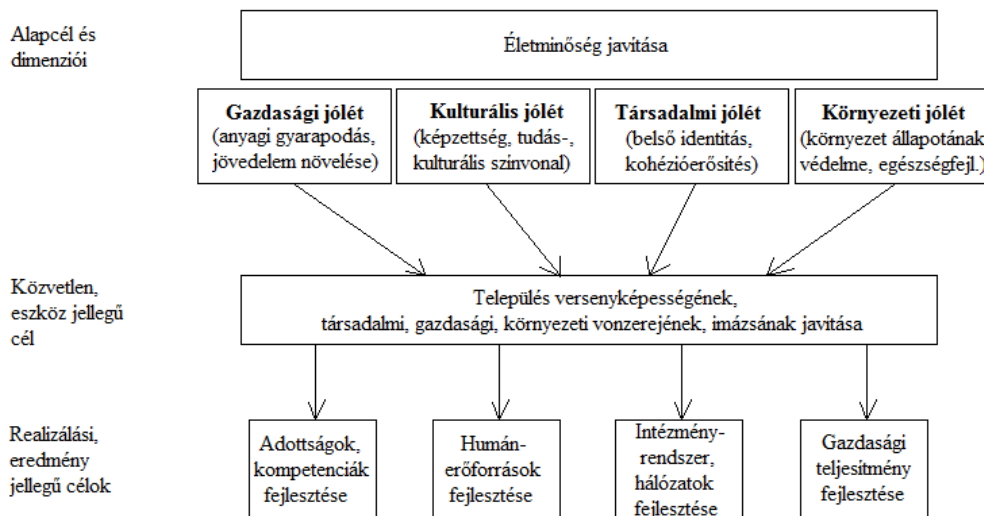 Alapcél és
dimenziói
Életminőség javítása
Gazdasági jólét
(anyagi gyarapodás,
jövedelem növelése)
Kulturális jólét
(képzettség, tudás-,
kulturális szinvonal)
Társadalmi jólét
(belső identitás,
kohézióerősités)
Környezeti jólét
(környezet állapotának
védelme, egészségfejl.)
Közvetlen,
eszköz jellegű
cél
Település versenyképességének,
társadalmi, gazdasági, környezeti vonzerejének, imázsának javítása
Realizálási,
eredmény
jellegű célok
Adottságok,
kompetenciák
fejlesztése
Humán-
erőforrások
fejlesztése
Intézmény-
rendszer,
hálózatok
fejlesztése
Gazdasági
teljesítmény
fejlesztése